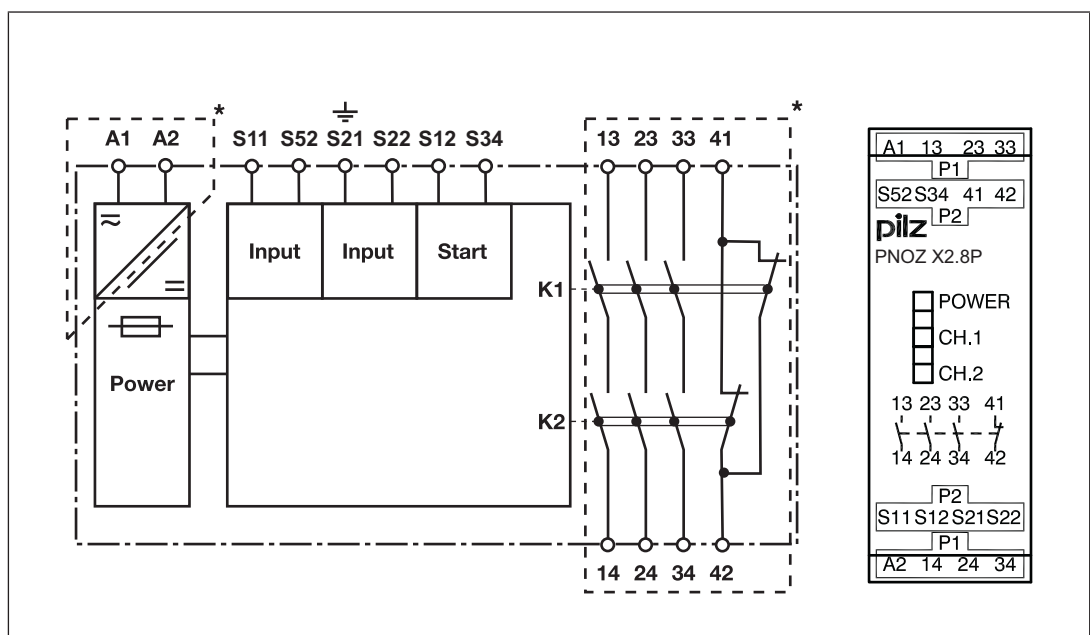 * *
A1 A2 S11 S52 S21 S22 S12 S34 13 23 33 41
Input Input Start
K1
Power
K2
14 24 34 42
A1 13 23 33
P1
S52 S34 41 42
P2
pilz
PNOZ X2.8P
POWER
CH.1
CH.2
13 23 33 41
14 24 34 42
P2
S11 S12 S21 S22
P1
A2 14 24 34